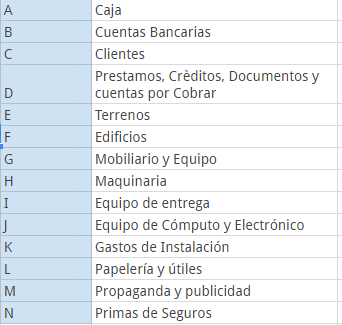 A Caja
B Cuentas Bancarias
C Clientes
Prestamos, Crèditos, Documentos y
D cuentas por Cobrar
E Terrenos
F Edificios
G Mobiliario y Equipo
H Maquinaria
I Equipo de entrega
J Equipo de Cómputo y Electrónico
K Gastos de Instalación
L Papelería y útiles
M Propaganda y publicidad
N Primas de Seguros